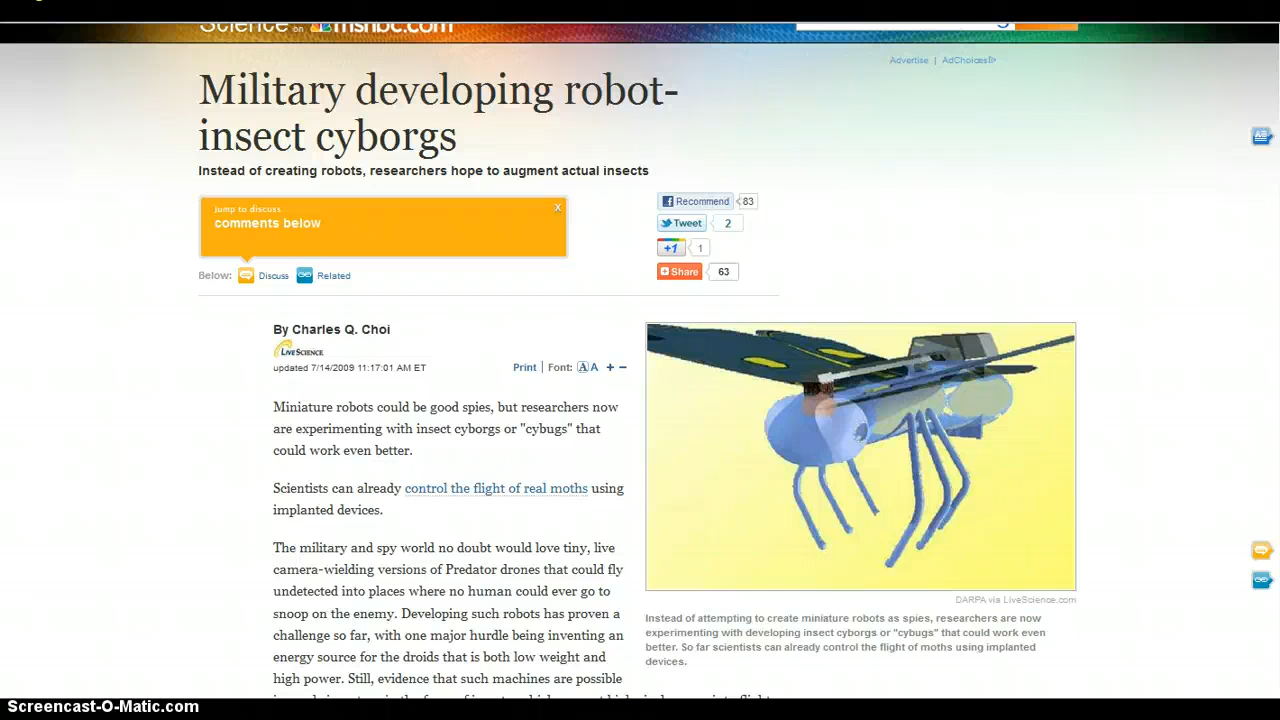 Science on msnbc.com
Advertise | AdChoices
Military developing robot-
insect cyborgs
Instead of creating robots, researchers hope to augment actual insects
Jump to discuss
comments below
X
Recommend 83
Tweet 2
+1 1
Share 63
Below: Discuss Related
By Charles Q. Choi
LiveScience
updated 7/14/2009 11:17:01 AM ET
Print | Font: A A + −
Miniature robots could be good spies, but researchers now
are experimenting with insect cyborgs or "cybugs" that
could work even better.
Scientists can already control the flight of real moths using
implanted devices.
The military and spy world no doubt would love tiny, live
camera-wielding versions of Predator drones that could fly
undetected into places where no human could ever go to
snoop on the enemy. Developing such robots has proven a
challenge so far, with one major hurdle being inventing an
energy source for the droids that is both low weight and
high power. Still, evidence that such machines are possible
DARPA via LiveScience.com
Instead of attempting to create miniature robots as spies, researchers are now
experimenting with developing insect cyborgs or "cybugs" that could work even
better. So far scientists can already control the flight of moths using implanted
devices.
Screencast-O-Matic.com